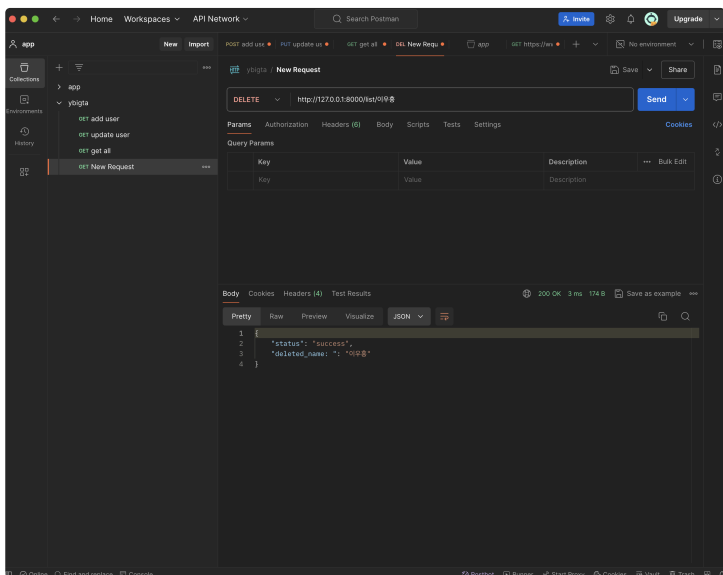 Home Workspaces API Network Search Postman Invite Upgrade
app New Import POST add use PUT update us GET get all DEL New Requ app GET https://ws No environment
Collections
Environments
History
app
ybigta
GET add user
GET update user
GET get all
GET New Request
ybigta / New Request Save Share
DELETE http://127.0.0.1:8000/list/이우흥 Send
Params Authorization Headers (6) Body Scripts Tests Settings Cookies
Query Params
Key Value Description Bulk Edit
Key Value Description
Body Cookies Headers (4) Test Results 200 OK 3 ms 174 B Save as example
Pretty Raw Preview Visualize JSON
1 {
2 "status": "success",
3 "deleted_name: ": "이우흥"
4 }
Online Find and replace Console Postbot Runner Start Proxy Cookies Vault Trash